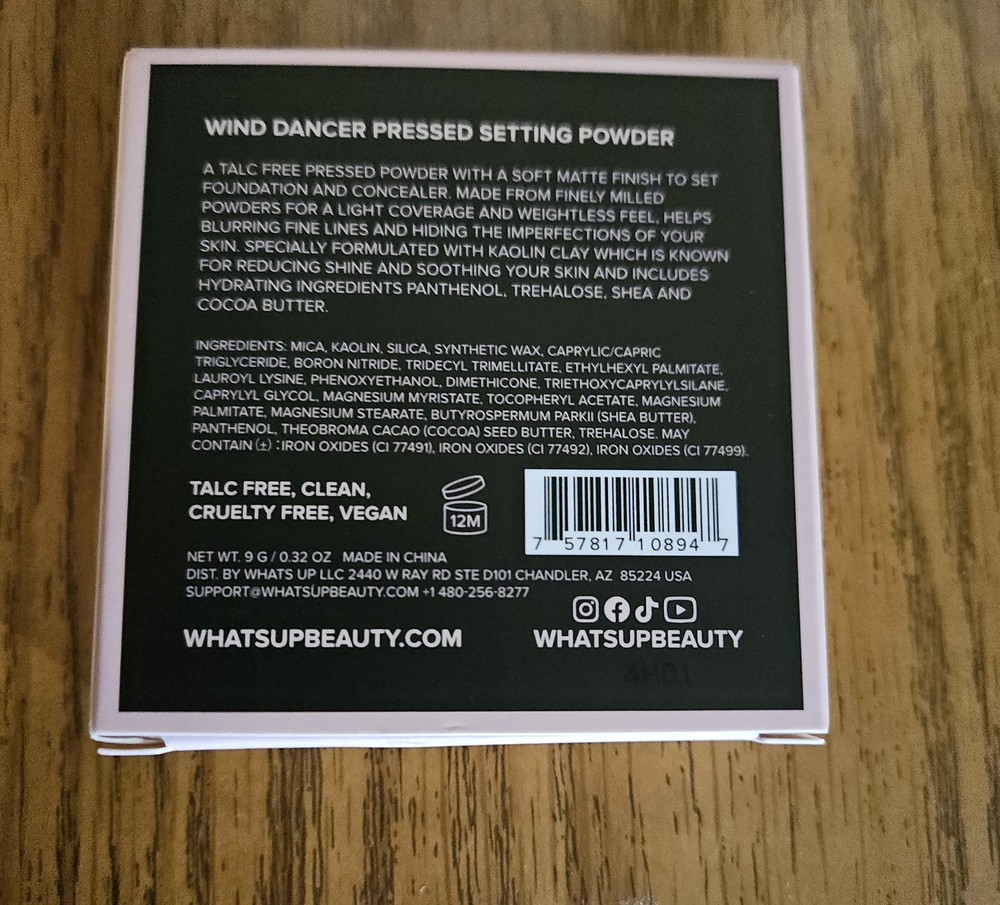 WIND DANCER PRESSED SETTING POWDER
A TALC FREE PRESSED POWDER WITH A SOFT MATTE FINISH TO SET
FOUNDATION AND CONCEALER. MADE FROM FINELY MILLED
POWDERS FOR A LIGHT COVERAGE AND WEIGHTLESS FEEL, HELPS
BLURRING FINE LINES AND HIDING THE IMPERFECTIONS OF YOUR
SKIN. SPECIALLY FORMULATED WITH KAOLIN CLAY WHICH IS KNOWN
FOR REDUCING SHINE AND SOOTHING YOUR SKIN AND INCLUDES
HYDRATING INGREDIENTS PANTHENOL, TREHALOSE, SHEA AND
COCOA BUTTER.
INGREDIENTS: MICA, KAOLIN, SILICA, SYNTHETIC WAX, CAPRYLIC/CAPRIC
TRIGLYCERIDE, BORON NITRIDE, TRIDECYL TRIMELLITATE, ETHYLHEXYL PALMITATE,
LAUROYL LYSINE, PHENOXYETHANOL, DIMETHICONE, TRIETHOXYCAPRYLYLSILANE,
CAPRYLYL GLYCOL, MAGNESIUM MYRISTATE, TOCOPHERYL ACETATE, MAGNESIUM
PALMITATE, MAGNESIUM STEARATE, BUTYROSPERMUM PARKII (SHEA BUTTER),
PANTHENOL, THEOBROMA CACAO (COCOA) SEED BUTTER, TREHALOSE. MAY
CONTAIN (±) :IRON OXIDES (CI 77491), IRON OXIDES (CI 77492), IRON OXIDES (CI 77499).
TALC FREE, CLEAN,
CRUELTY FREE, VEGAN
12M
7 57817 10894 7
NET WT. 9 G / 0.32 OZ MADE IN CHINA
DIST. BY WHATS UP LLC 2440 W RAY RD STE D101 CHANDLER, AZ 85224 USA
SUPPORT@WHATSUPBEAUTY.COM +1 480-256-8277
WHATSUPBEAUTY.COM
WHATSUPBEAUTY
4H01